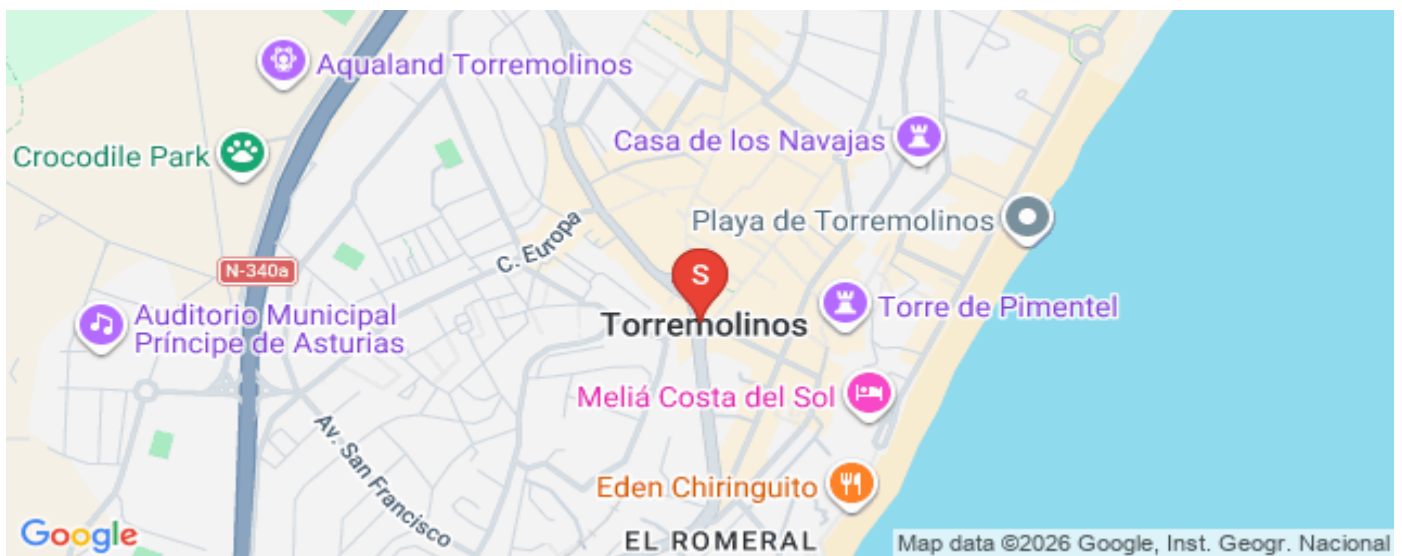 Aqualand Torremolinos
Casa de los Navajas
Crocodile Park
C. Europa
Playa de Torremolinos
N-340a
S
Auditorio Municipal
Príncipe de Asturias
Torremolinos
Torre de Pimentel
Meliá Costa del Sol
Av. San Francisco
Eden Chiringuito
EL ROMERAL
Google
Map data ©2026 Google, Inst. Geogr. Nacional